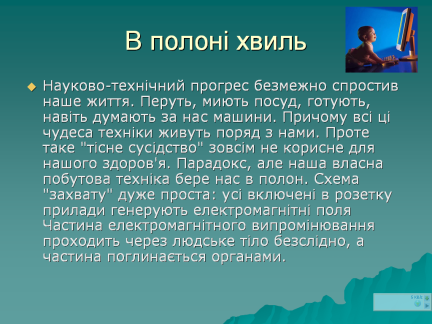 В полоні хвиль
Науково-технічний прогрес безмежно спростив
наше життя. Перуть, миють посуд, готують,
навіть думають за нас машини. Причому всі ці
чудеса техніки живуть поряд з нами. Проте
таке "тісне сусідство" зовсім не корисне для
нашого здоров'я. Парадокс, але наша власна
побутова техніка бере нас в полон. Схема
"захвату" дуже проста: усі включені в розетку
прилади генерують електромагнітні поля
Частина електромагнітного випромінювання
проходить через людське тіло безслідно, а
частина поглинається органами.